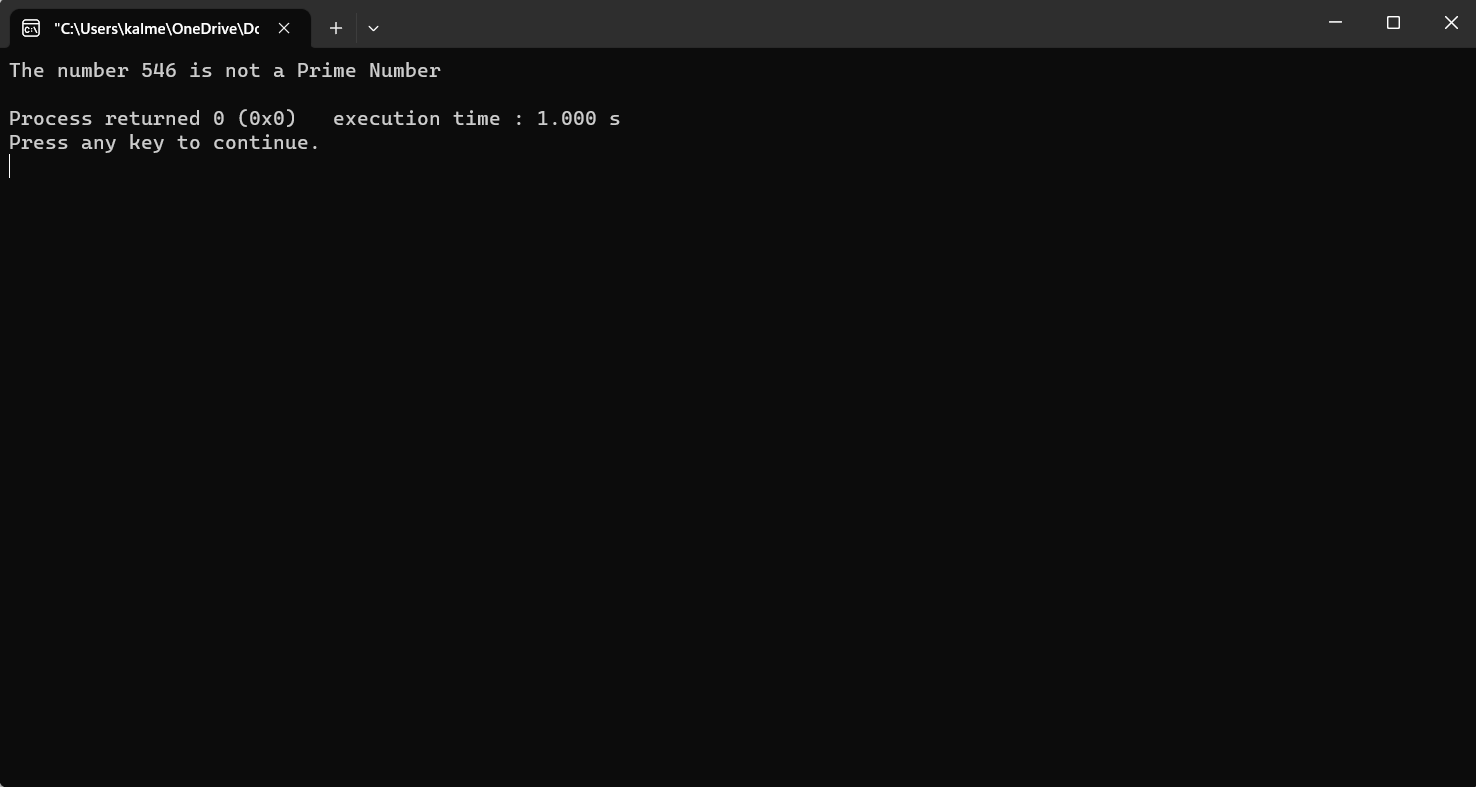 "C:\Users\kalme\OneDrive\Dc
The number 546 is not a Prime Number
Process returned 0 (0x0)   execution time : 1.000 s
Press any key to continue.